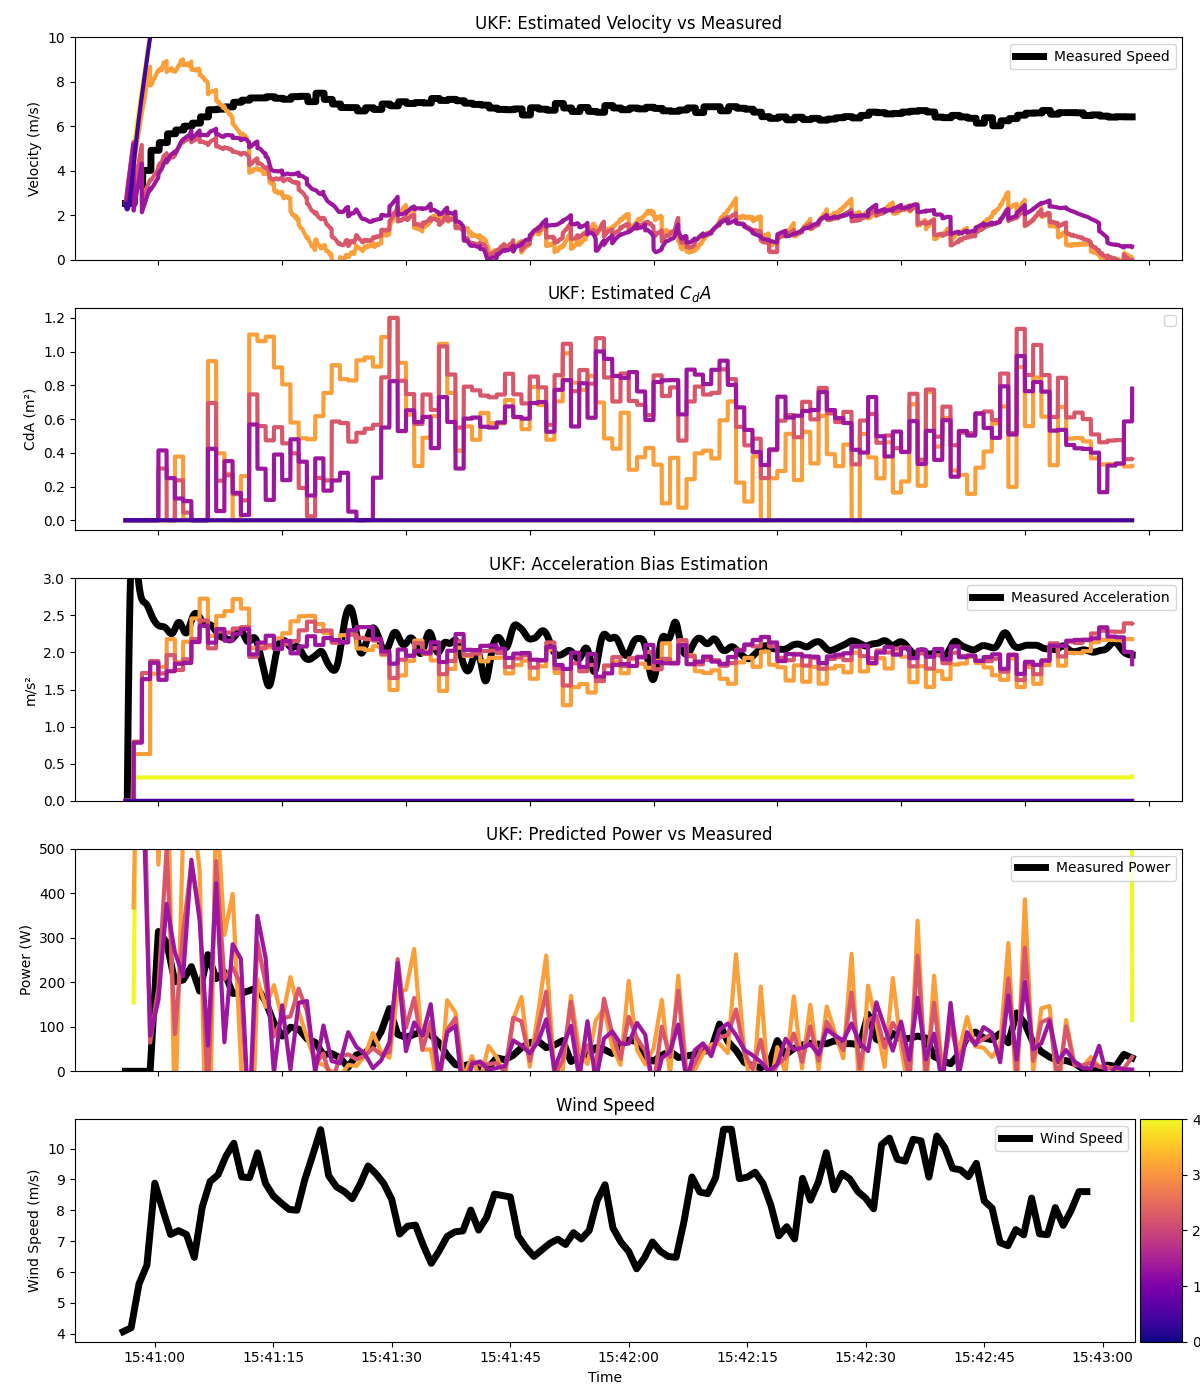 UKF: Estimated Velocity vs Measured
10
8
6
4
2
0
Velocity (m/s)
Measured Speed
UKF: Estimated CdA
1.2
1.0
0.8
0.6
0.4
0.2
0.0
CdA (m²)
UKF: Acceleration Bias Estimation
3.0
2.5
2.0
1.5
1.0
0.5
0.0
m/s²
Measured Acceleration
UKF: Predicted Power vs Measured
500
400
300
200
100
0
Power (W)
Measured Power
Wind Speed
10
9
8
7
6
5
4
Wind Speed (m/s)
Wind Speed
4
3
2
1
0
15:41:00 15:41:15 15:41:30 15:41:45 15:42:00 15:42:15 15:42:30 15:42:45 15:43:00
Time